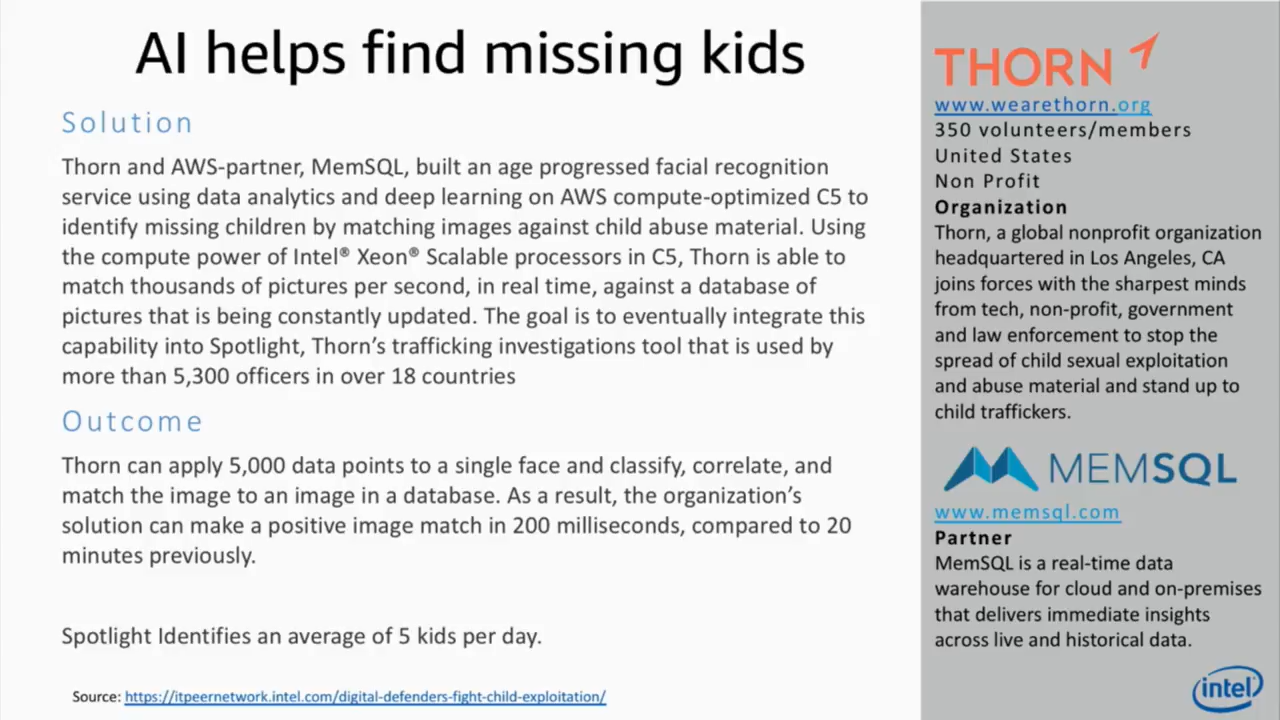 AI helps find missing kids
Solution
Thorn and AWS-partner, MemSQL, built an age progressed facial recognition
service using data analytics and deep learning on AWS compute-optimized C5 to
identify missing children by matching images against child abuse material. Using
the compute power of Intel® Xeon® Scalable processors in C5, Thorn is able to
match thousands of pictures per second, in real time, against a database of
pictures that is being constantly updated. The goal is to eventually integrate this
capability into Spotlight, Thorn’s trafficking investigations tool that is used by
more than 5,300 officers in over 18 countries
Outcome
Thorn can apply 5,000 data points to a single face and classify, correlate, and
match the image to an image in a database. As a result, the organization’s
solution can make a positive image match in 200 milliseconds, compared to 20
minutes previously.
Spotlight Identifies an average of 5 kids per day.
Source: https://itpeernetwork.intel.com/digital-defenders-fight-child-exploitation/
THORN
www.wearethorn.org
350 volunteers/members
United States
Non Profit
Organization
Thorn, a global nonprofit organization
headquartered in Los Angeles, CA
joins forces with the sharpest minds
from tech, non-profit, government
and law enforcement to stop the
spread of child sexual exploitation
and abuse material and stand up to
child traffickers.
MEMSQL
www.memsql.com
Partner
MemSQL is a real-time data
warehouse for cloud and on-premises
that delivers immediate insights
across live and historical data.
intel